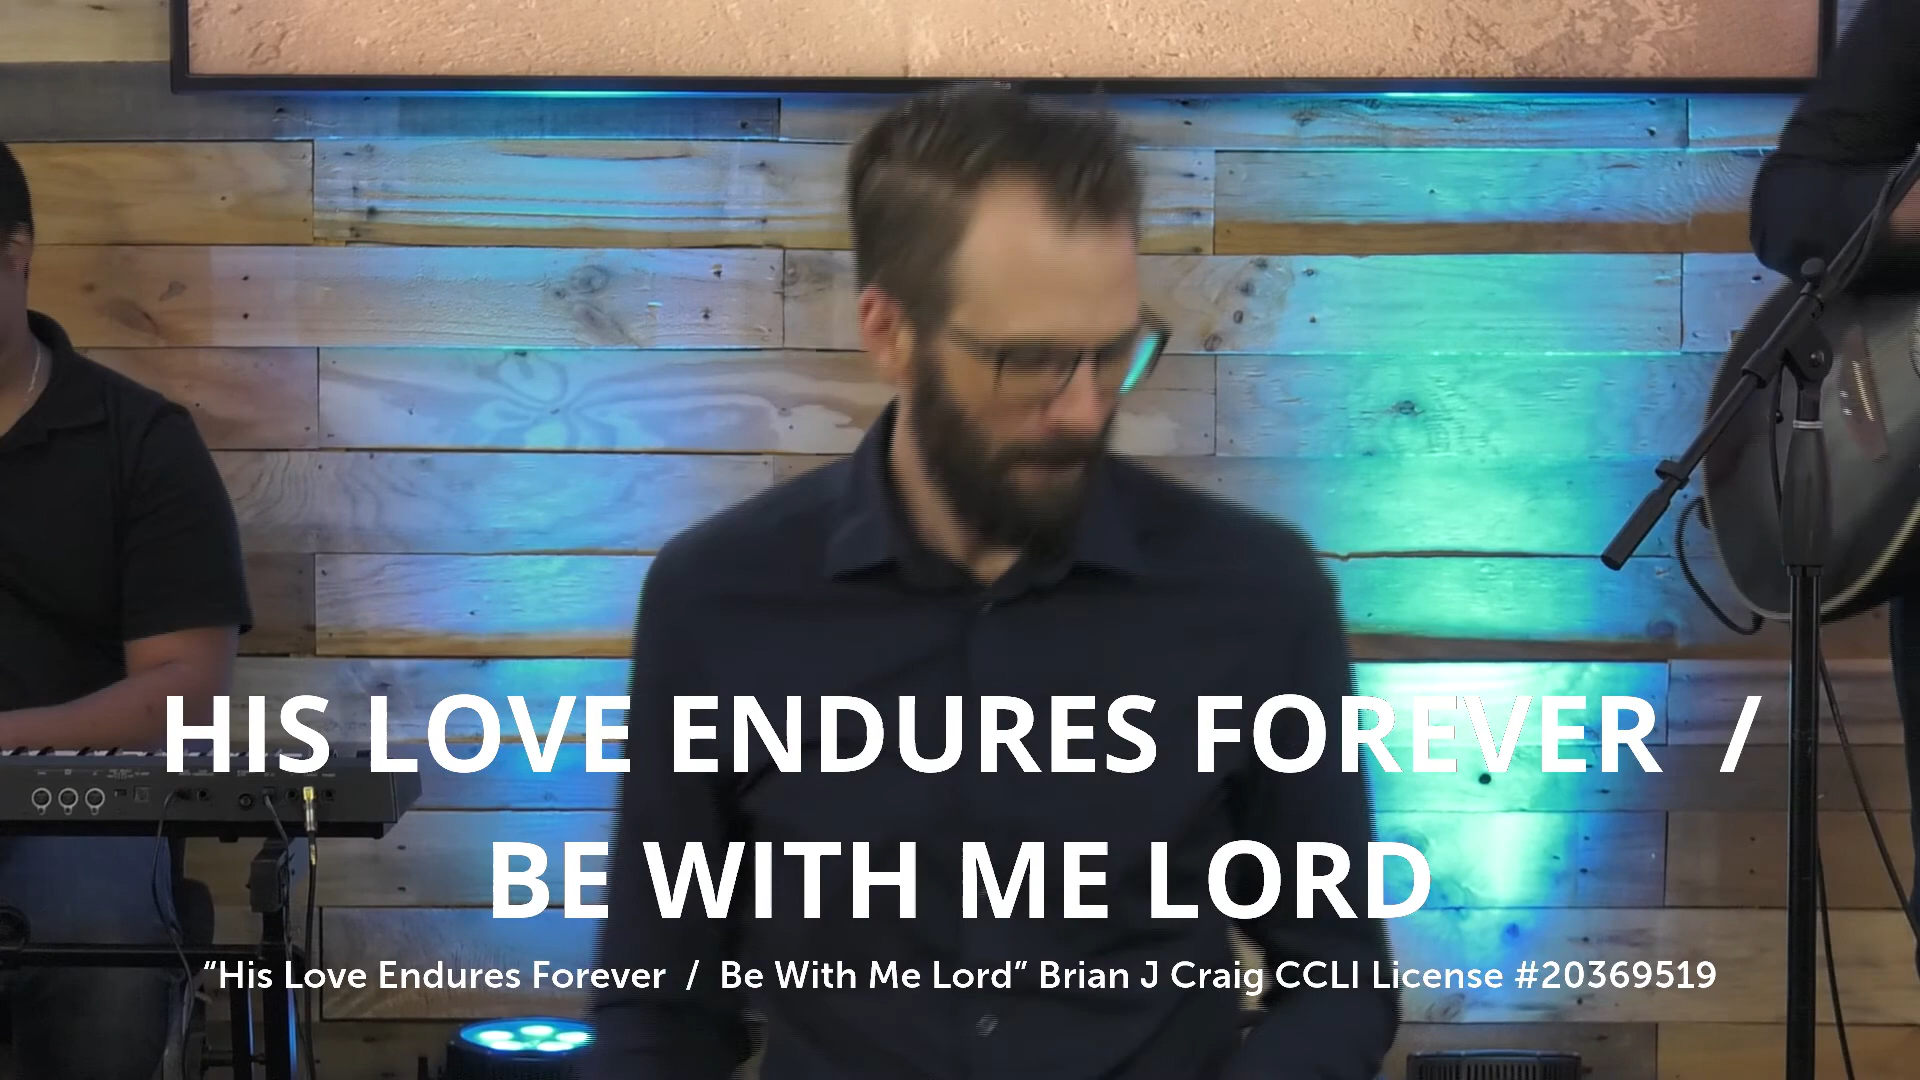 HIS LOVE ENDURES FOREVER /
BE WITH ME LORD
“His Love Endures Forever / Be With Me Lord” Brian J Craig CCLI License #20369519